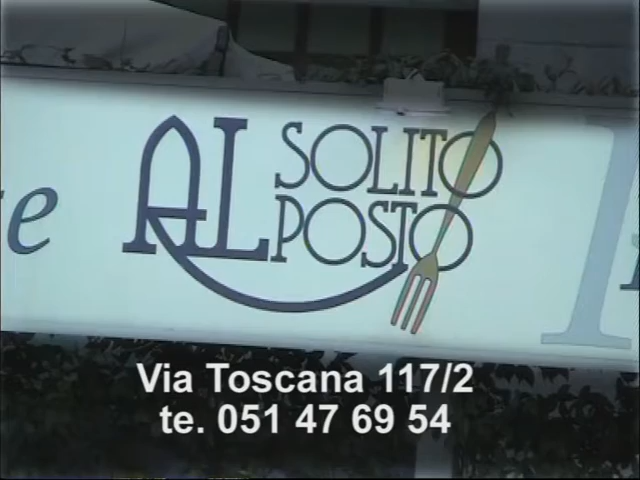 AL SOLITO
POSTO
e
Via Toscana 117/2
te. 051 47 69 54